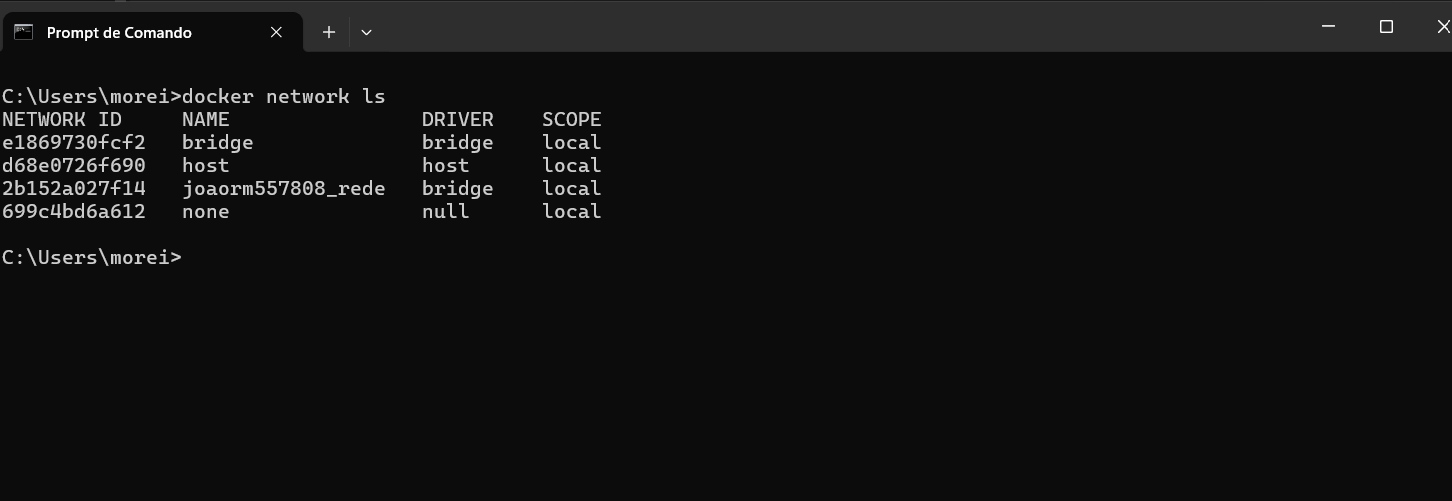 Prompt de Comando
C:\Users\morei>docker network ls
NETWORK ID     NAME                DRIVER    SCOPE
e1869730fcf2   bridge              bridge    local
d68e0726f690   host                host      local
2b152a027f14   joaorm557808_rede   bridge    local
699c4bd6a612   none                null      local
C:\Users\morei>